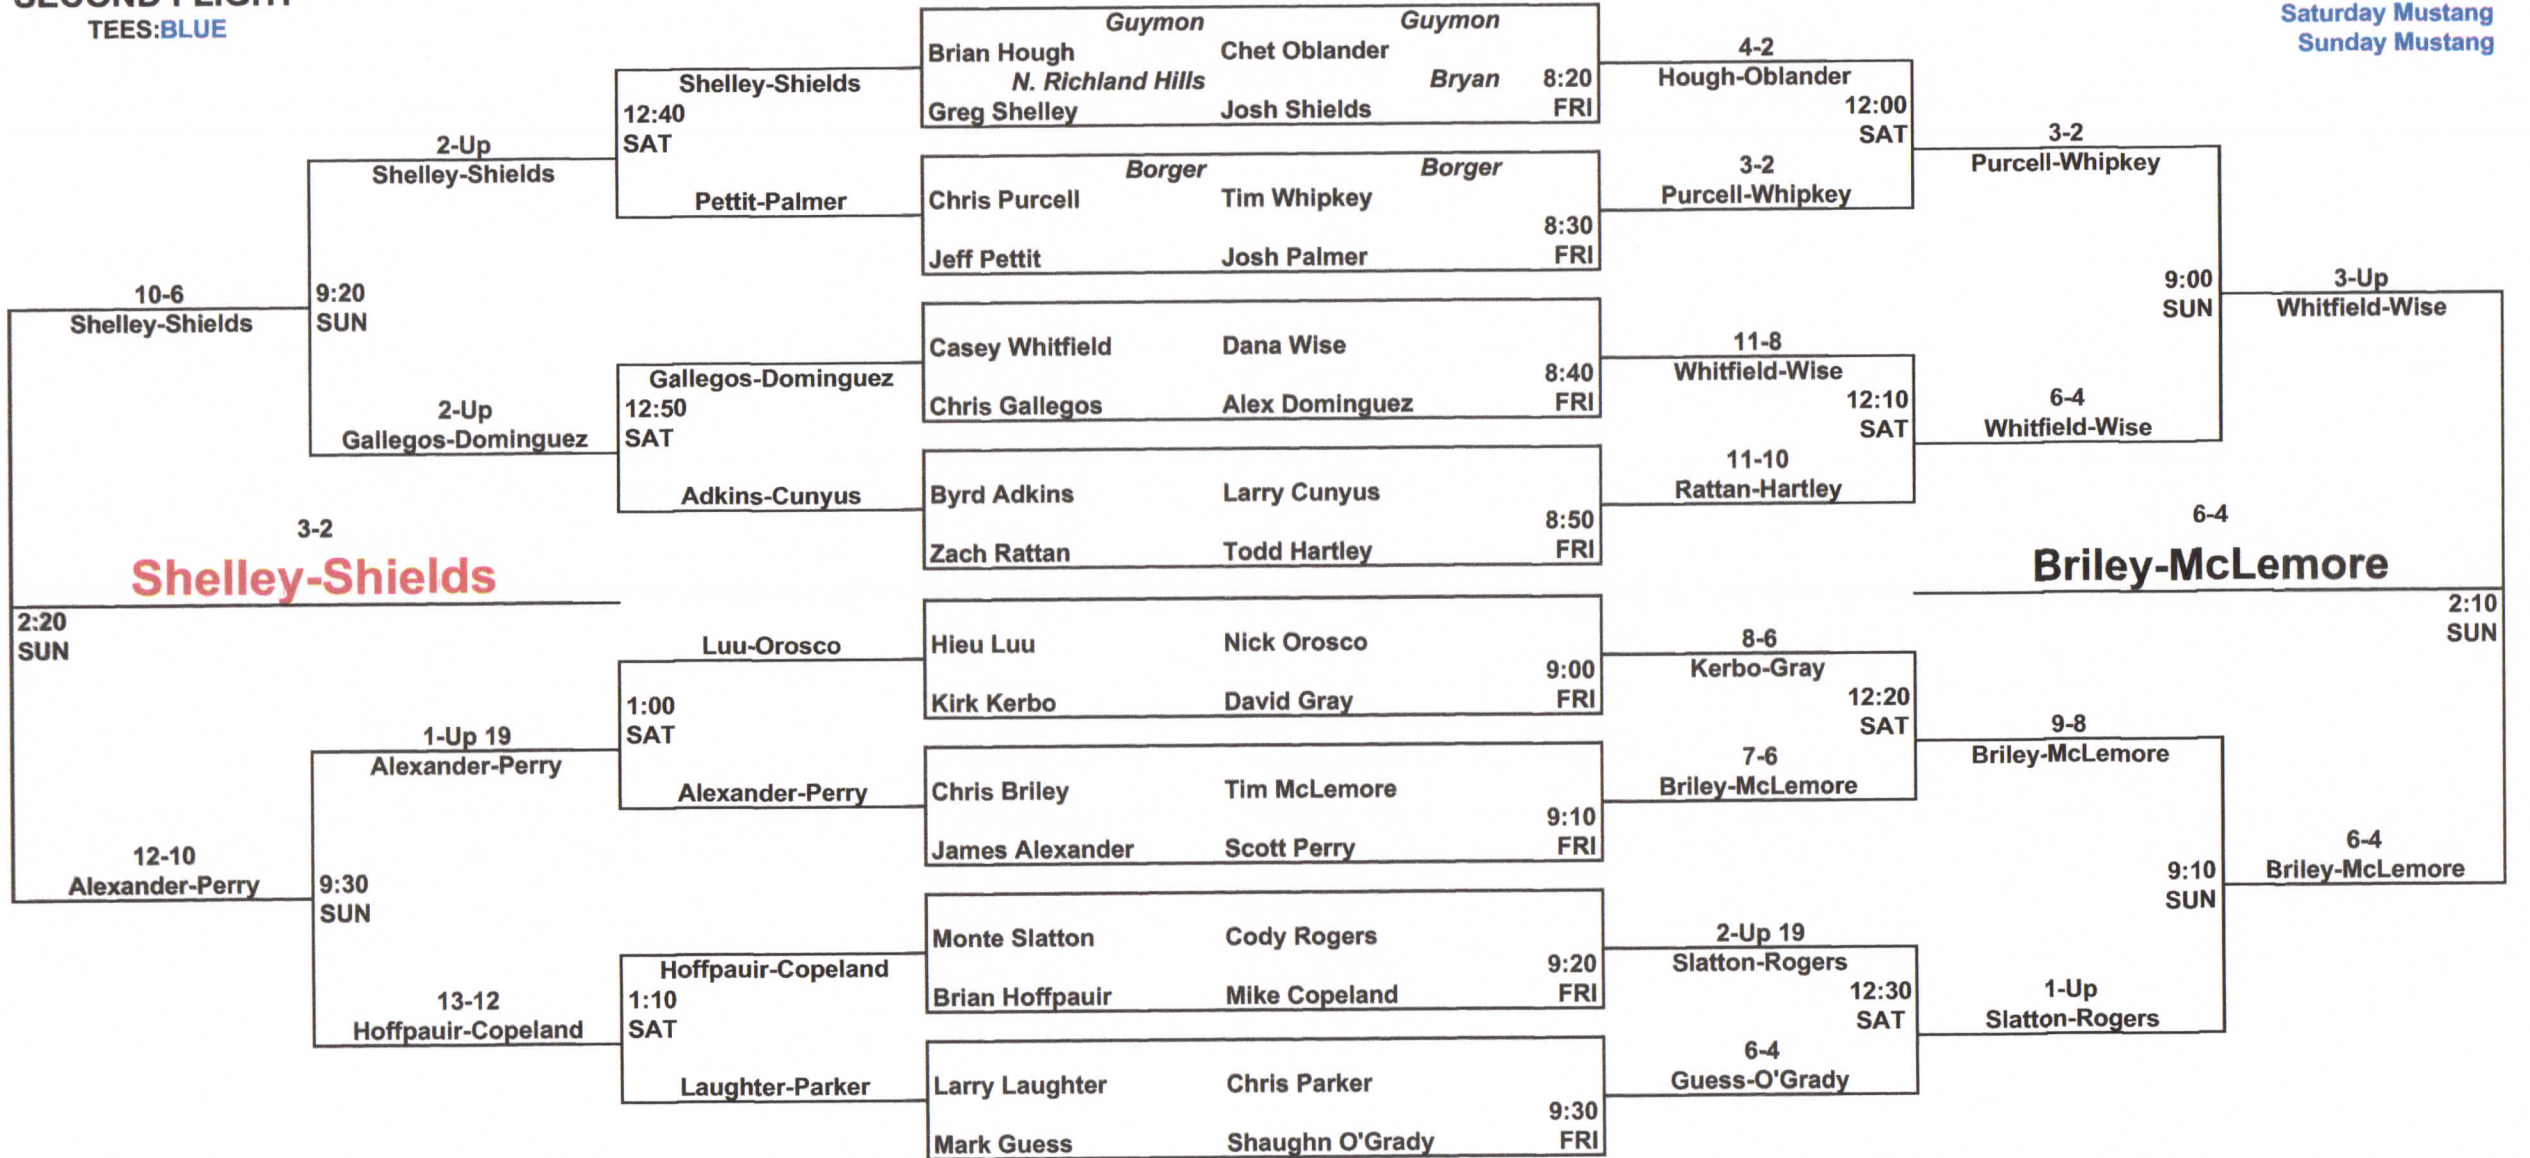 SECOND FLIGHT
TEES:BLUE
Saturday Mustang
Sunday Mustang
Guymon Guymon
Brian Hough Chet Oblander
N. Richland Hills Bryan 8:20
Greg Shelley Josh Shields FRI
Borger Borger
Chris Purcell Tim Whipkey
8:30
Jeff Pettit Josh Palmer FRI
Casey Whitfield Dana Wise
8:40
Chris Gallegos Alex Dominguez FRI
Byrd Adkins Larry Cunyus
8:50
Zach Rattan Todd Hartley FRI
Hieu Luu Nick Orosco
9:00
Kirk Kerbo David Gray FRI
Chris Briley Tim McLemore
9:10
James Alexander Scott Perry FRI
Monte Slatton Cody Rogers
9:20
Brian Hoffpauir Mike Copeland FRI
Larry Laughter Chris Parker
9:30
Mark Guess Shaughn O'Grady FRI
Shelley-Shields
12:40
SAT
Pettit-Palmer
Gallegos-Dominguez
12:50
SAT
Adkins-Cunyus
Luu-Orosco
1:00
SAT
Alexander-Perry
Hoffpauir-Copeland
1:10
SAT
Laughter-Parker
2-Up
Shelley-Shields
9:20
SUN
2-Up
Gallegos-Dominguez
1-Up 19
Alexander-Perry
9:30
SUN
13-12
Hoffpauir-Copeland
10-6
Shelley-Shields
3-2
Shelley-Shields
2:20
SUN
12-10
Alexander-Perry
4-2
Hough-Oblander
12:00
SAT
3-2
Purcell-Whipkey
11-8
Whitfield-Wise
12:10
SAT
11-10
Rattan-Hartley
8-6
Kerbo-Gray
12:20
SAT
7-6
Briley-McLemore
2-Up 19
Slatton-Rogers
12:30
SAT
6-4
Guess-O'Grady
3-2
Purcell-Whipkey
9:00
SUN
6-4
Whitfield-Wise
9-8
Briley-McLemore
9:10
SUN
1-Up
Slatton-Rogers
3-Up
Whitfield-Wise
6-4
Briley-McLemore
2:10
SUN
6-4
Briley-McLemore